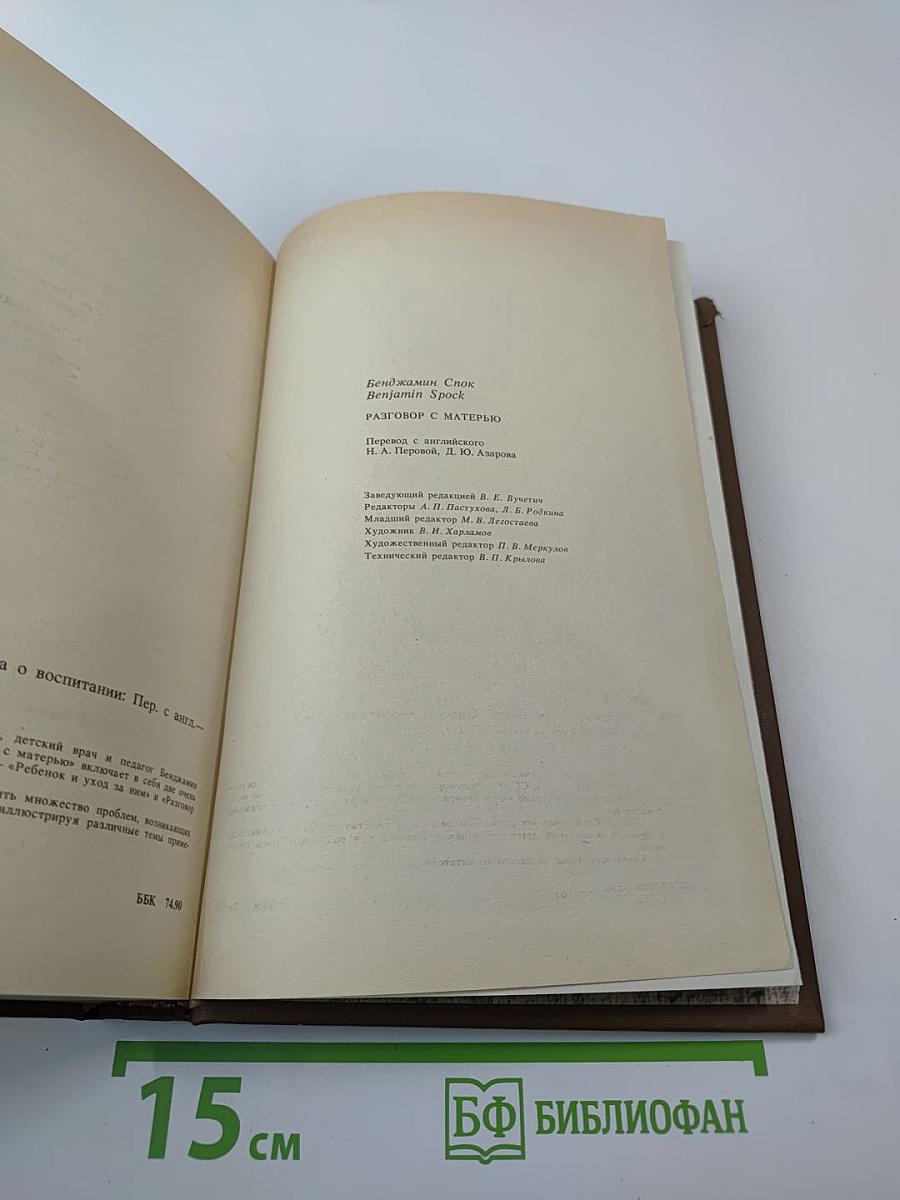 а о воспитании: Пер. с англ.—
детский врач и педагог Бенджамин
с матерью» включает в себя две очень
– «Ребенок и уход за ним» и «Разговор
ить множество проблем, возникающих
иллюстрируя различные темы приме-
ББК 74.90
Бенджамин Спок
Benjamin Spock
РАЗГОВОР С МАТЕРЬЮ
Перевод с английского
Н. А. Перовой, Д. Ю. Азарова
Заведующий редакцией В. Е. Вучетич
Редакторы А. П. Пастухова, Л. Б. Родкина
Младший редактор М. В. Легостаева
Художник В. И. Харламов
Художественный редактор П. В. Меркулов
Технический редактор В. П. Крылова
15 см
БФ БИБЛИОФАН